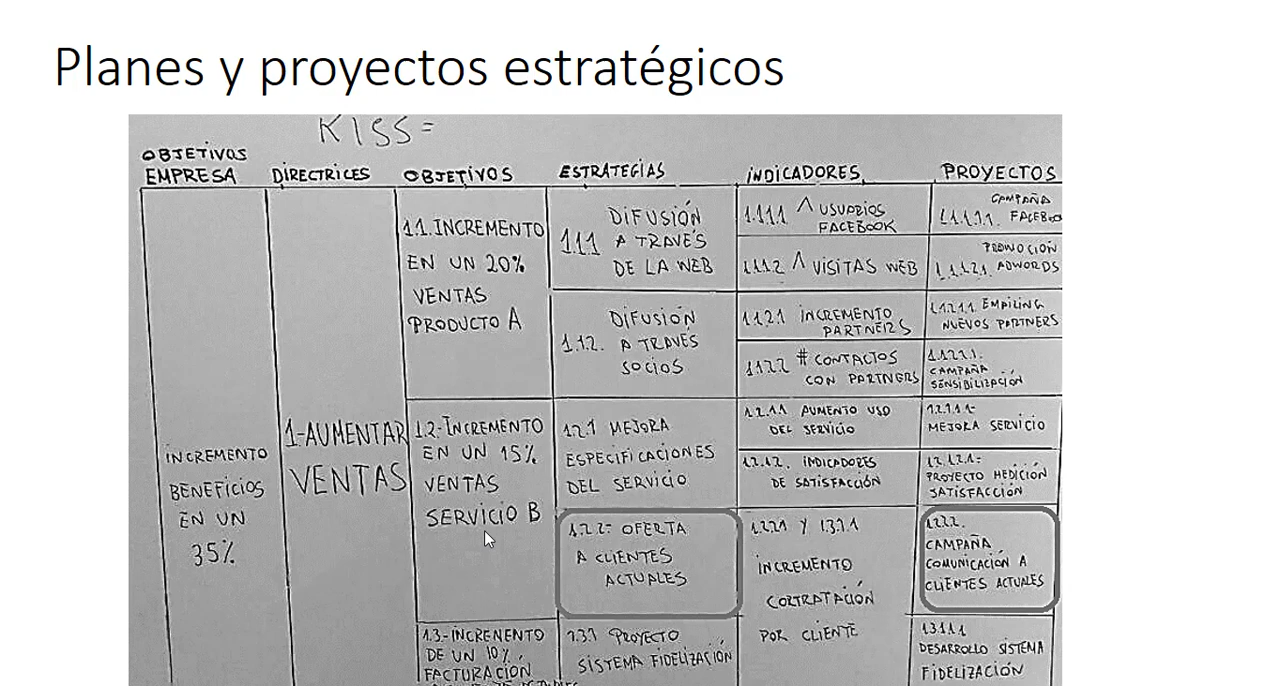 Planes y proyectos estratégicos
KISS=
OBJETIVOS
EMPRESA
DIRECTRICES
OBJETIVOS
ESTRATEGIAS
INDICADORES
PROYECTOS
INCREMENTO
BENEFICIOS
EN UN
35%
1-AUMENTAR
VENTAS
1.1. INCREMENTO
EN UN 20%
VENTAS
PRODUCTO A
1.1.1 DIFUSIÓN
A TRAVÉS
DE LA WEB
1.1.1.1 ^ USUARIOS
FACEBOOK
CAMPAÑA
1.1.1.1.1. FACEBOO
1.1.1.2 ^ VISITAS WEB
PROMOCIÓN
1.1.1.2.1. ADWORDS
1.1.2. DIFUSIÓN
A TRAVÉS
SOCIOS
1.1.2.1 INCREMENTO
PARTNERS
1.1.2.1.1 EMAILING
NUEVOS PARTNERS
1.1.2.2 # CONTACTOS
CON PARTNERS
1.1.2.2.1.
CAMPAÑA
SENSIBILIZACIÓN
1.2-INCREMENTO
EN UN 15%
VENTAS
SERVICIO B
1.2.1 MEJORA
ESPECIFICACIONES
DEL SERVICIO
1.2.1.1 AUMENTO USO
DEL SERVICIO
1.2.1.1.1-
MEJORA SERVICIO
1.2.1.2. INDICADORES
DE SATISFACCIÓN
1.2.1.2.1-
PROYECTO MEDICIÓN
SATISFACCIÓN
1.2.2- OFERTA
A CLIENTES
ACTUALES
1.2.2.1 Y 1.3.1.1
INCREMENTO
CONTRATACIÓN
POR CLIENTE
1.2.2.2.
CAMPAÑA
COMUNICACIÓN A
CLIENTES ACTUALES
1.3-INCREMENTO
DE UN 10%
FACTURACIÓN
1.3.1 PROYECTO
SISTEMA FIDELIZACIÓN
1.3.1.1.1
DESARROLLO SISTEMA
FIDELIZACIÓN